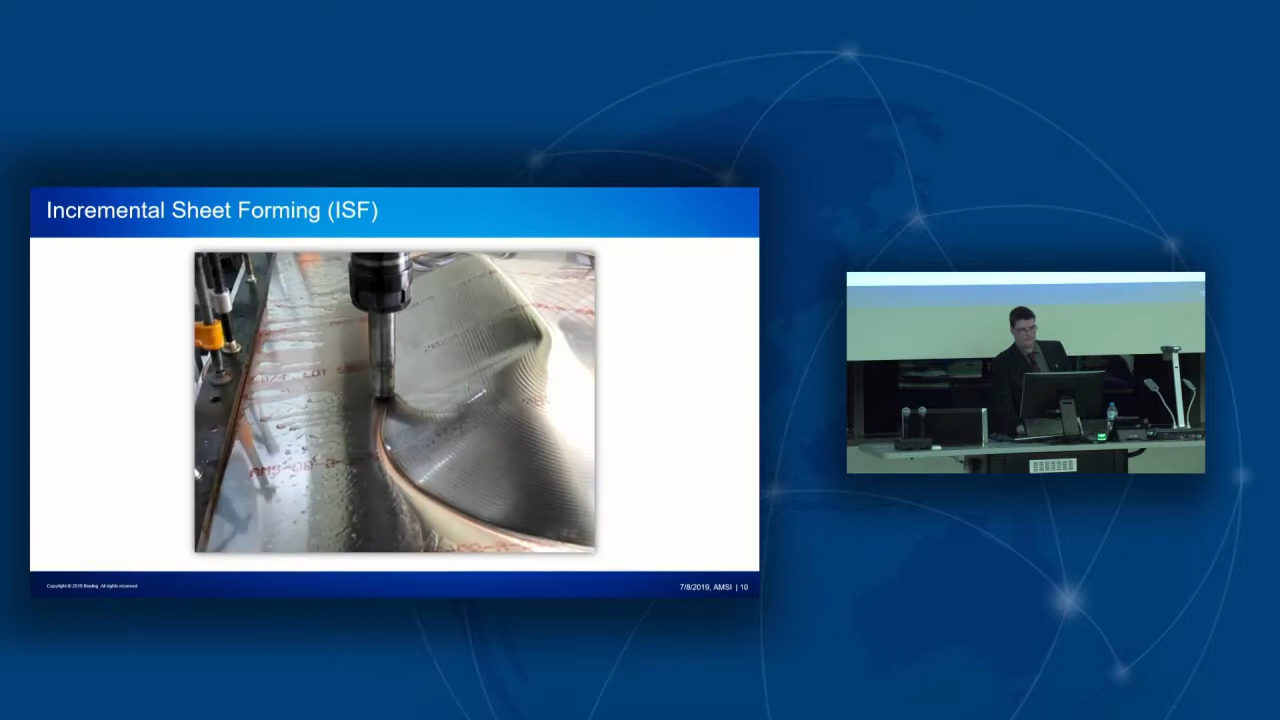 Incremental Sheet Forming (ISF)
Copyright © 2019 Boeing. All rights reserved.
7/8/2019, AMSI | 10